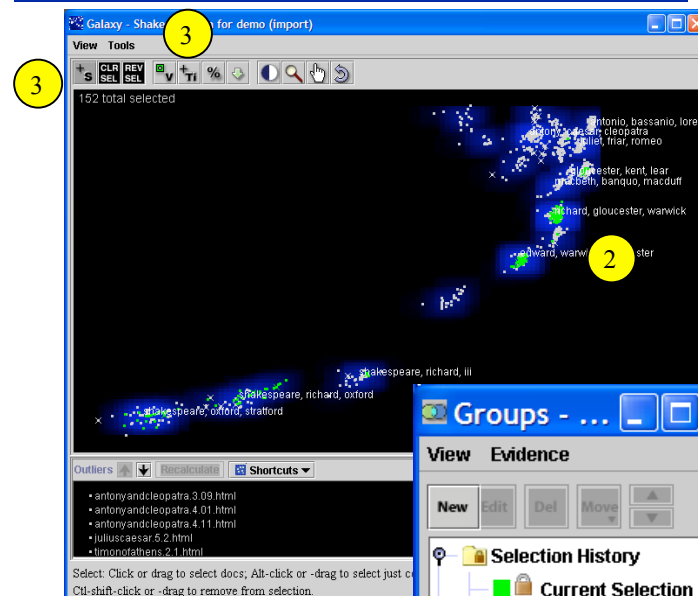 Galaxy - Shake for demo (import)
3
View Tools
3
+S CLR SEL REV SEL V +Ti %
152 total selected
antonio, bassanio, lore
antony, caesar, cleopatra
juliet, friar, romeo
gloucester, kent, lear
macbeth, banquo, macduff
richard, gloucester, warwick
edward, warwi ster
2
shakespeare, richard, iii
shakespeare, richard, oxford
shakespeare, oxford, stratford
Outliers Recalculate Shortcuts
antonyandcleopatra.3.09.html
antonyandcleopatra.4.01.html
antonyandcleopatra.4.11.html
juliuscaesar.5.2.html
timonofathens.2.1.html
Select: Click or drag to select docs; Alt-click or -drag to select just co
Ctl-shift-click or -drag to remove from selection.
Groups - ...
View Evidence
New Edit Del Move
Selection History
Current Selection